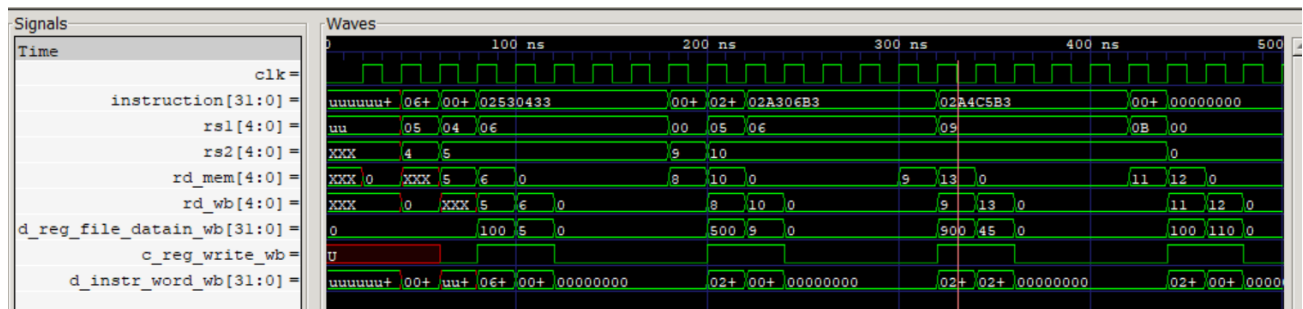 Signals Waves
Time 0 100 ns 200 ns 300 ns 400 ns 500
clk =
instruction[31:0] = uuuuuu+ 06+ 00+ 02530433 00+ 02+ 02A306B3 02A4C5B3 00+ 00000000
rs1[4:0] = uu 05 04 06 00 05 06 09 0B 00
rs2[4:0] = XXX 4 5 9 10 0
rd_mem[4:0] = XXX 0 XXX 5 6 0 8 10 0 9 13 0 11 12 0
rd_wb[4:0] = XXX 0 XXX 5 6 0 8 10 0 9 13 0 11 12 0
d_reg_file_datain_wb[31:0] = 0 100 5 0 500 9 0 900 45 0 100 110 0
c_reg_write_wb = U
d_instr_word_wb[31:0] = uuuuuu+ 00+ uu+ 06+ 00+ 00000000 02+ 00+ 00000000 02+ 02+ 00000000 02+ 00+ 0000